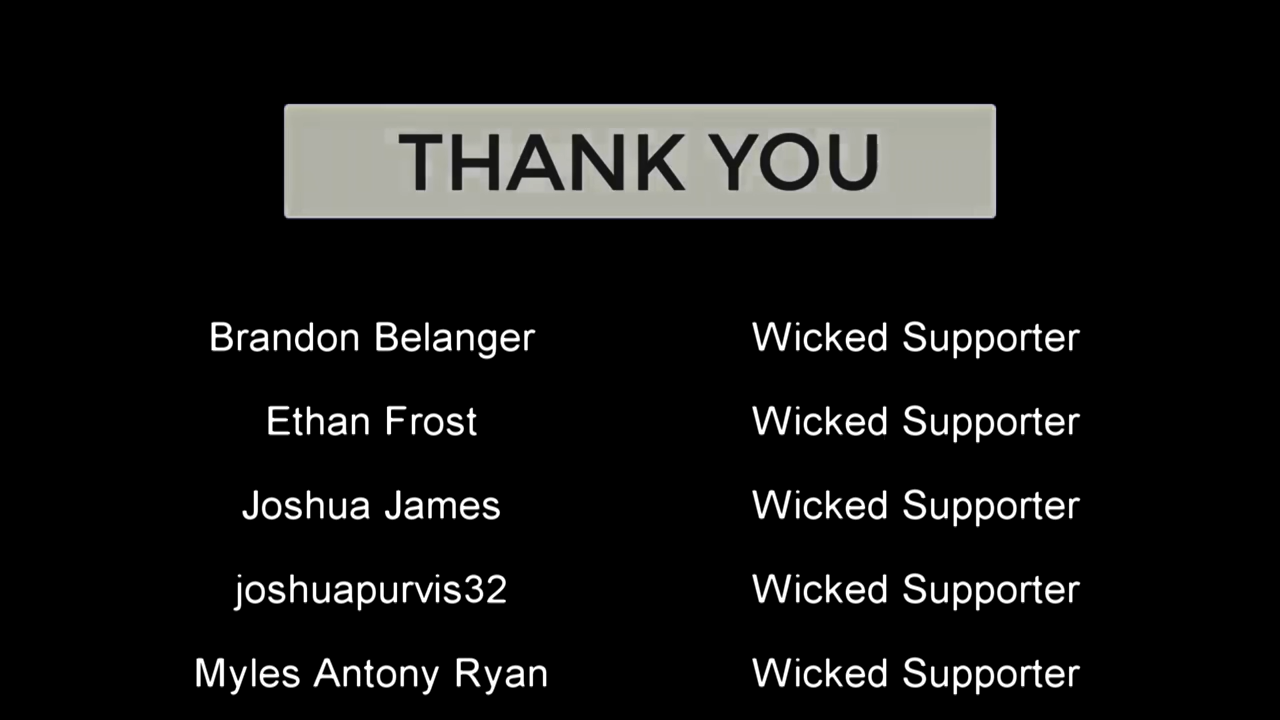 THANK YOU
Brandon Belanger Wicked Supporter
Ethan Frost Wicked Supporter
Joshua James Wicked Supporter
joshuapurvis32 Wicked Supporter
Myles Antony Ryan Wicked Supporter